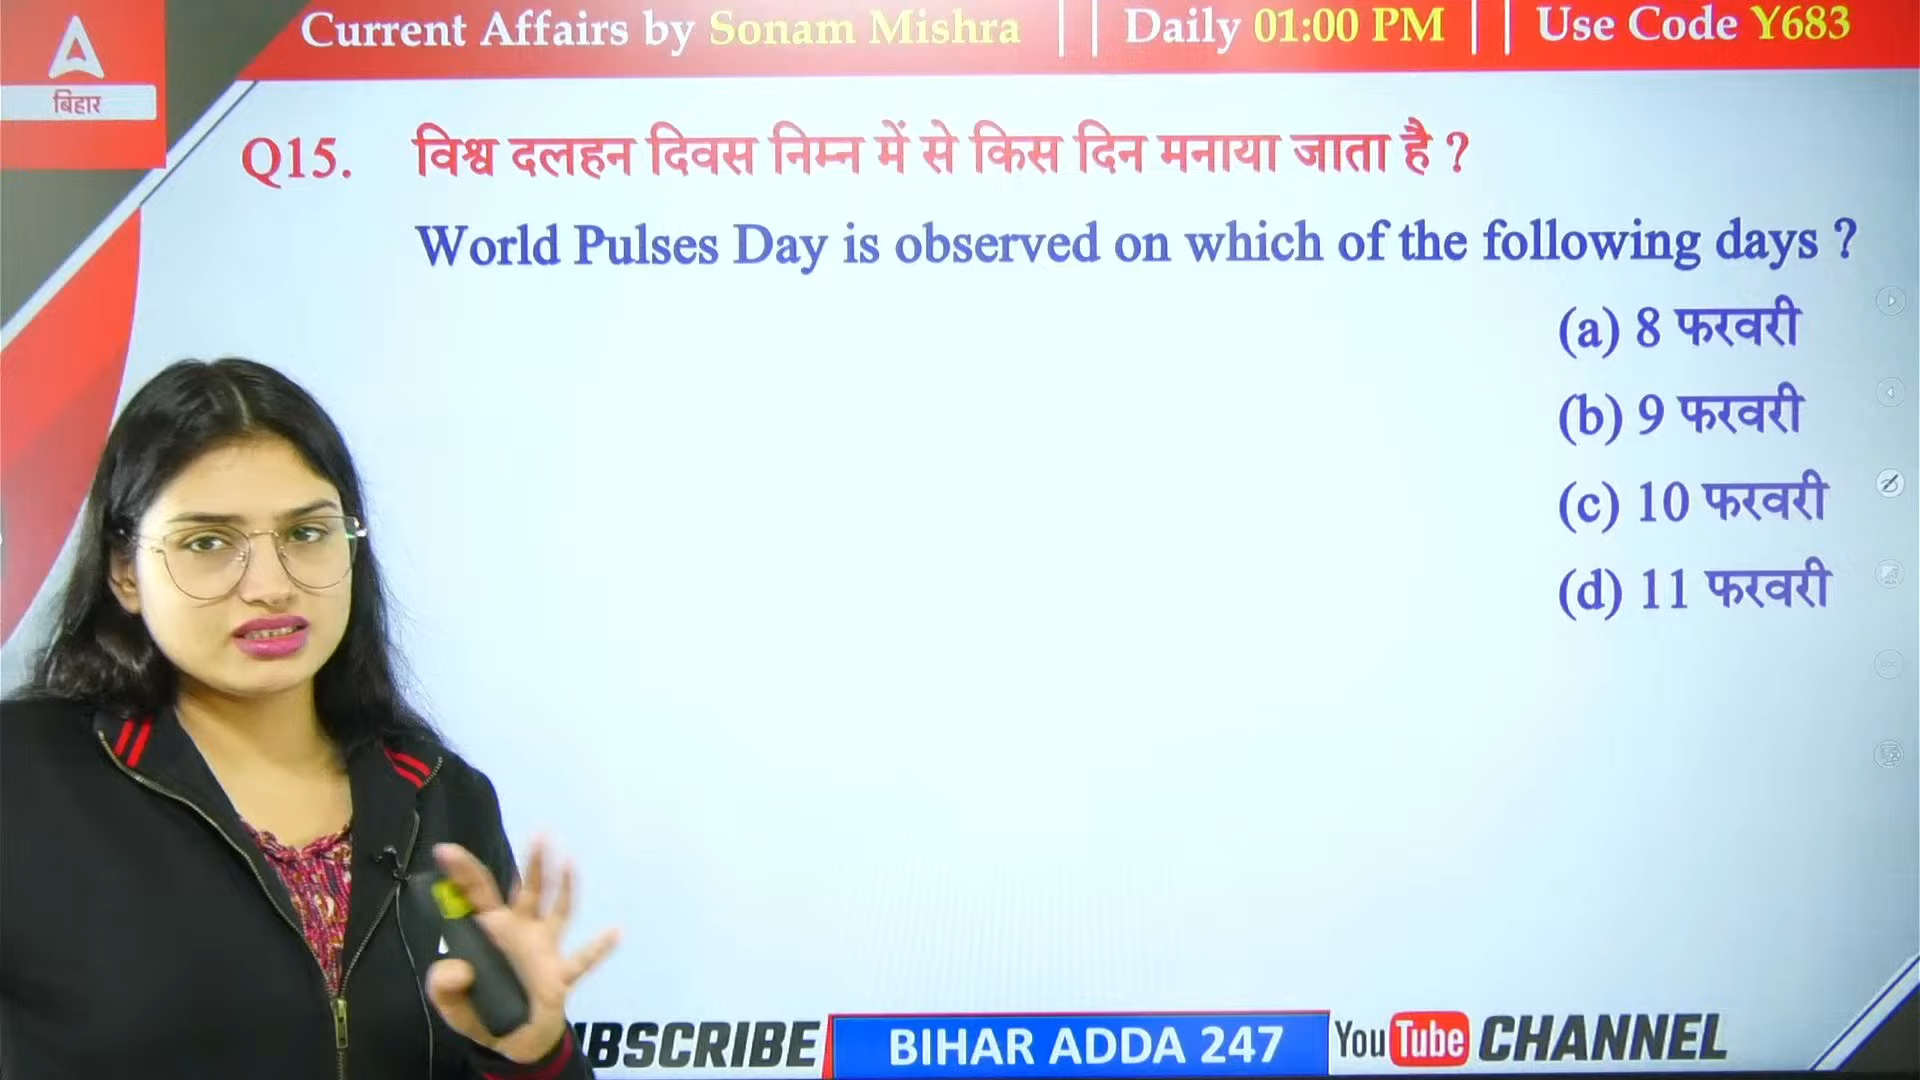 Current Affairs by Sonam Mishra || Daily 01:00 PM || Use Code Y683
बिहार
Q15. विश्व दलहन दिवस निम्न में से किस दिन मनाया जाता है ?
World Pulses Day is observed on which of the following days ?
(a) 8 फरवरी
(b) 9 फरवरी
(c) 10 फरवरी
(d) 11 फरवरी
BSCRIBE BIHAR ADDA 247 YouTube CHANNEL